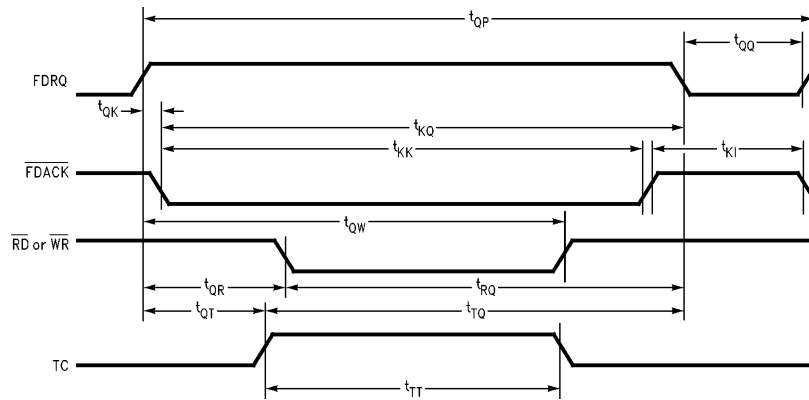 tQP
tQQ
FDRQ
tQK
tKQ
tKK
tKI
FDACK
tQW
RD or WR
tQR
tRQ
tQT
tTQ
TC
tTT